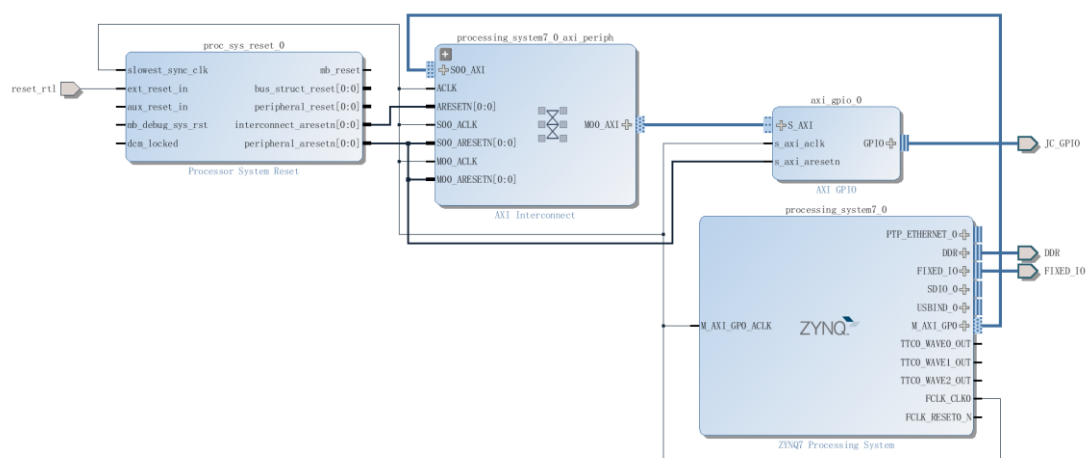 proc_sys_reset_0
slowest_sync_clk
ext_reset_in
aux_reset_in
mb_debug_sys_rst
dcm_locked
mb_reset
bus_struct_reset[0:0]
peripheral_reset[0:0]
interconnect_aresetn[0:0]
peripheral_aresetn[0:0]
Processor System Reset
reset_rtl
processing_system7_0_axi_periph
S00_AXI
ACLK
ARESETN[0:0]
S00_ACLK
S00_ARESETN[0:0]
M00_ACLK
M00_ARESETN[0:0]
M00_AXI
AXI Interconnect
axi_gpio_0
S_AXI
s_axi_aclk
s_axi_aresetn
GPIO
AXI GPIO
JC_GPIO
processing_system7_0
M_AXI_GP0_ACLK
ZYNQ
PTP_ETHERNET_0
DDR
FIXED_IO
SDIO_0
USBIND_0
M_AXI_GP0
TTC0_WAVE0_OUT
TTC0_WAVE1_OUT
TTC0_WAVE2_OUT
FCLK_CLK0
FCLK_RESET0_N
ZYNQ7 Processing System
DDR
FIXED_IO